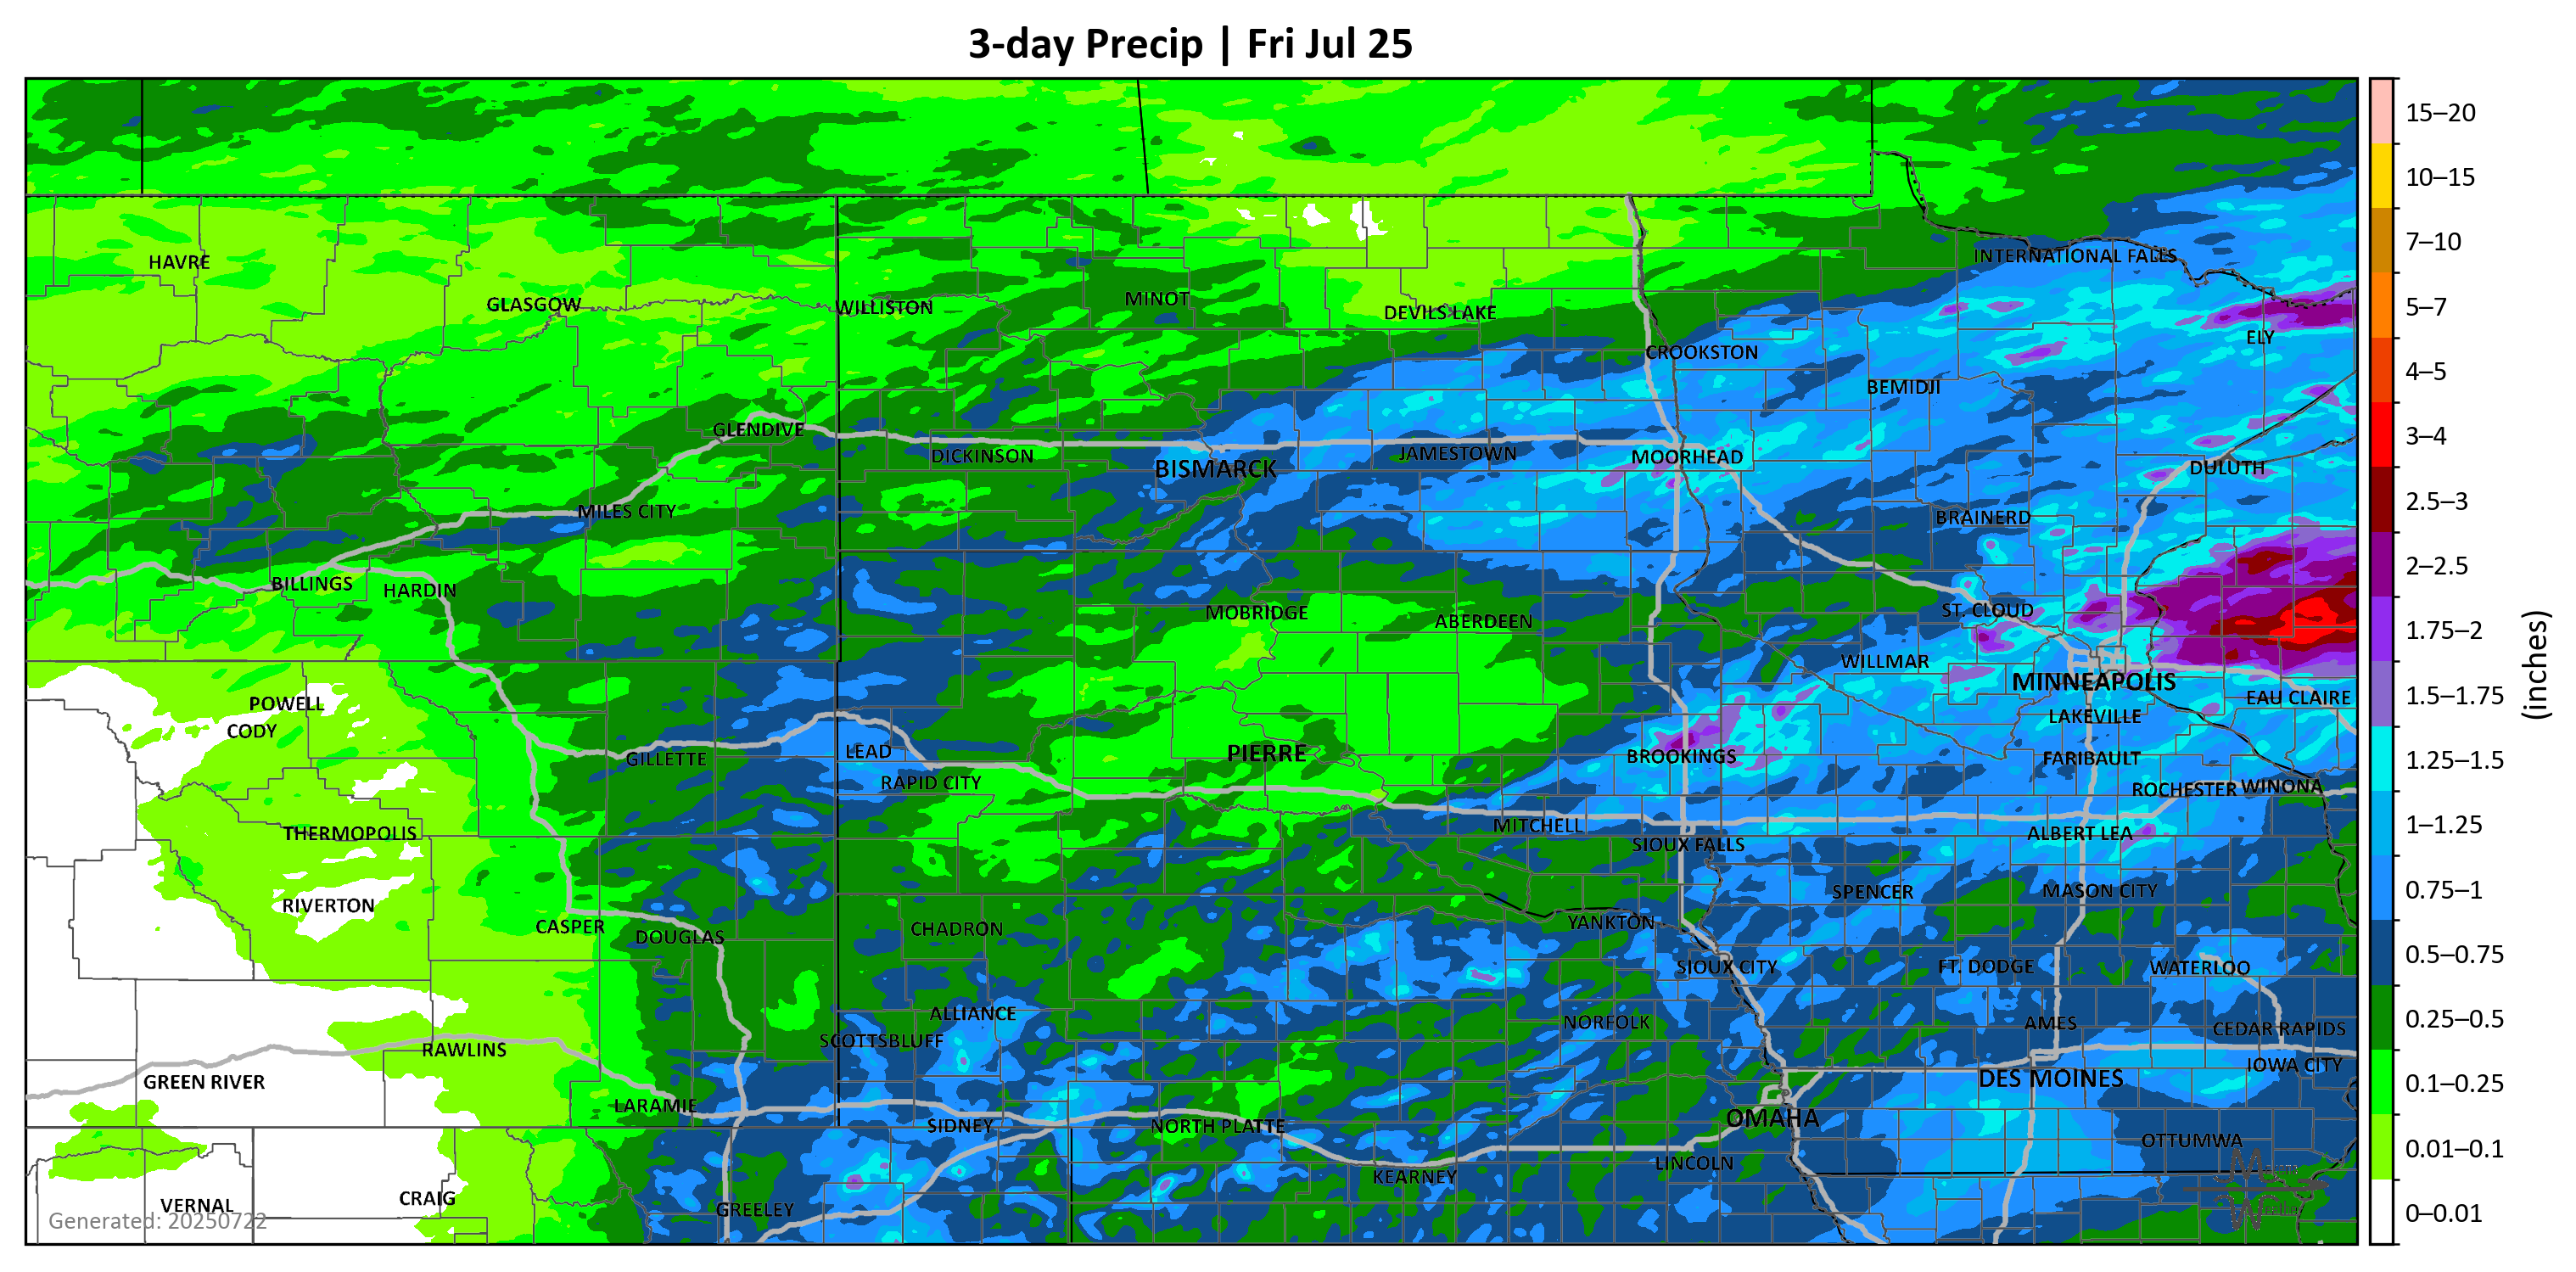 3-day Precip | Fri Jul 25
15–20
10–15
7–10
5–7
4–5
3–4
2.5–3
2–2.5
1.75–2
1.5–1.75
1.25–1.5
1–1.25
0.75–1
0.5–0.75
0.25–0.5
0.1–0.25
0.01–0.1
0–0.01
(inches)
INTERNATIONAL FALLS
HAVRE
GLASGOW
WILLISTON
MINOT
DEVILS LAKE
ELY
CROOKSTON
BEMIDJI
GLENDIVE
DICKINSON
BISMARCK
JAMESTOWN
MOORHEAD
DULUTH
MILES CITY
BRAINERD
BILLINGS
HARDIN
MOBRIDGE
ABERDEEN
ST. CLOUD
WILLMAR
MINNEAPOLIS
EAU CLAIRE
POWELL
CODY
LAKEVILLE
GILLETTE
LEAD
PIERRE
BROOKINGS
FARIBAULT
RAPID CITY
ROCHESTER
WINONA
THERMOPOLIS
MITCHELL
ALBERT LEA
SIOUX FALLS
RIVERTON
SPENCER
MASON CITY
CASPER
DOUGLAS
CHADRON
YANKTON
SIOUX CITY
FT. DODGE
WATERLOO
ALLIANCE
NORFOLK
AMES
CEDAR RAPIDS
SCOTTSBLUFF
RAWLINS
IOWA CITY
GREEN RIVER
DES MOINES
LARAMIE
OMAHA
SIDNEY
NORTH PLATTE
OTTUMWA
LINCOLN
KEARNEY
VERNAL
CRAIG
GREELEY
Generated: 20250722